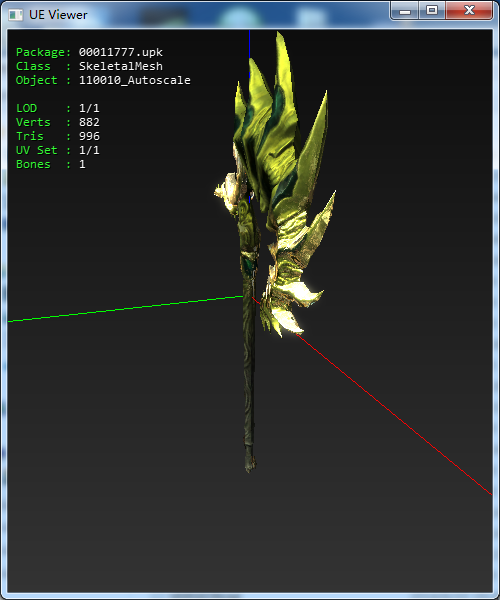 UE Viewer
Package: 00011777.upk
Class : SkeletalMesh
Object : 110010_Autoscale
LOD : 1/1
Verts : 882
Tris : 996
UV Set : 1/1
Bones : 1